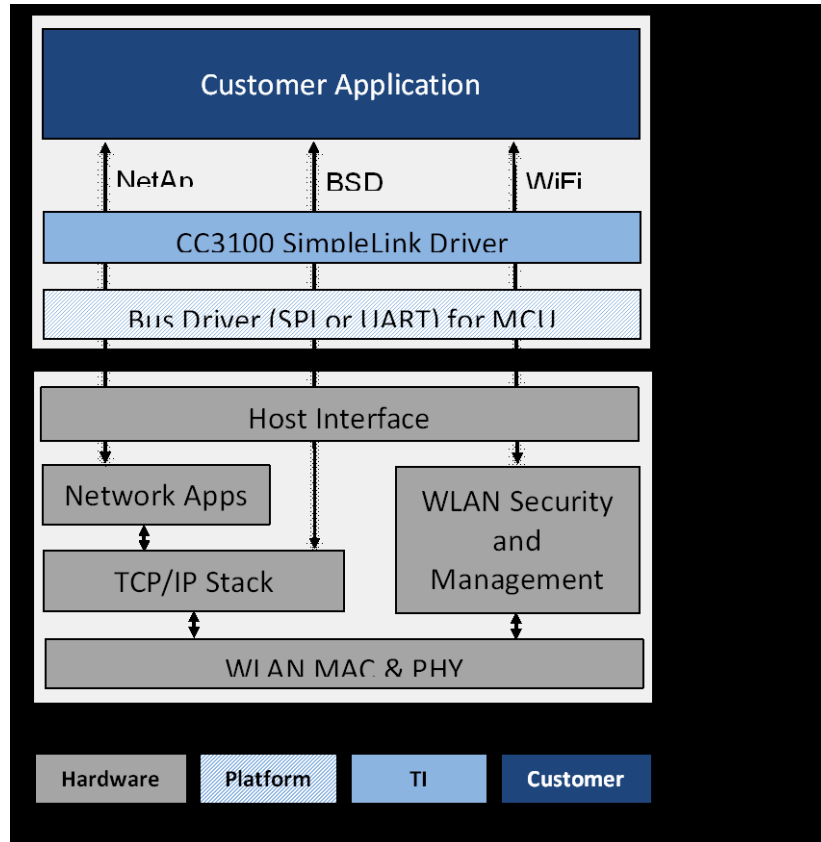 Customer Application
NetAp
BSD
WiFi
CC3100 SimpleLink Driver
Bus Driver (SPI or UART) for MCU
Host Interface
Network Apps
WLAN Security
and
Management
TCP/IP Stack
WLAN MAC & PHY
Hardware
Platform
TI
Customer